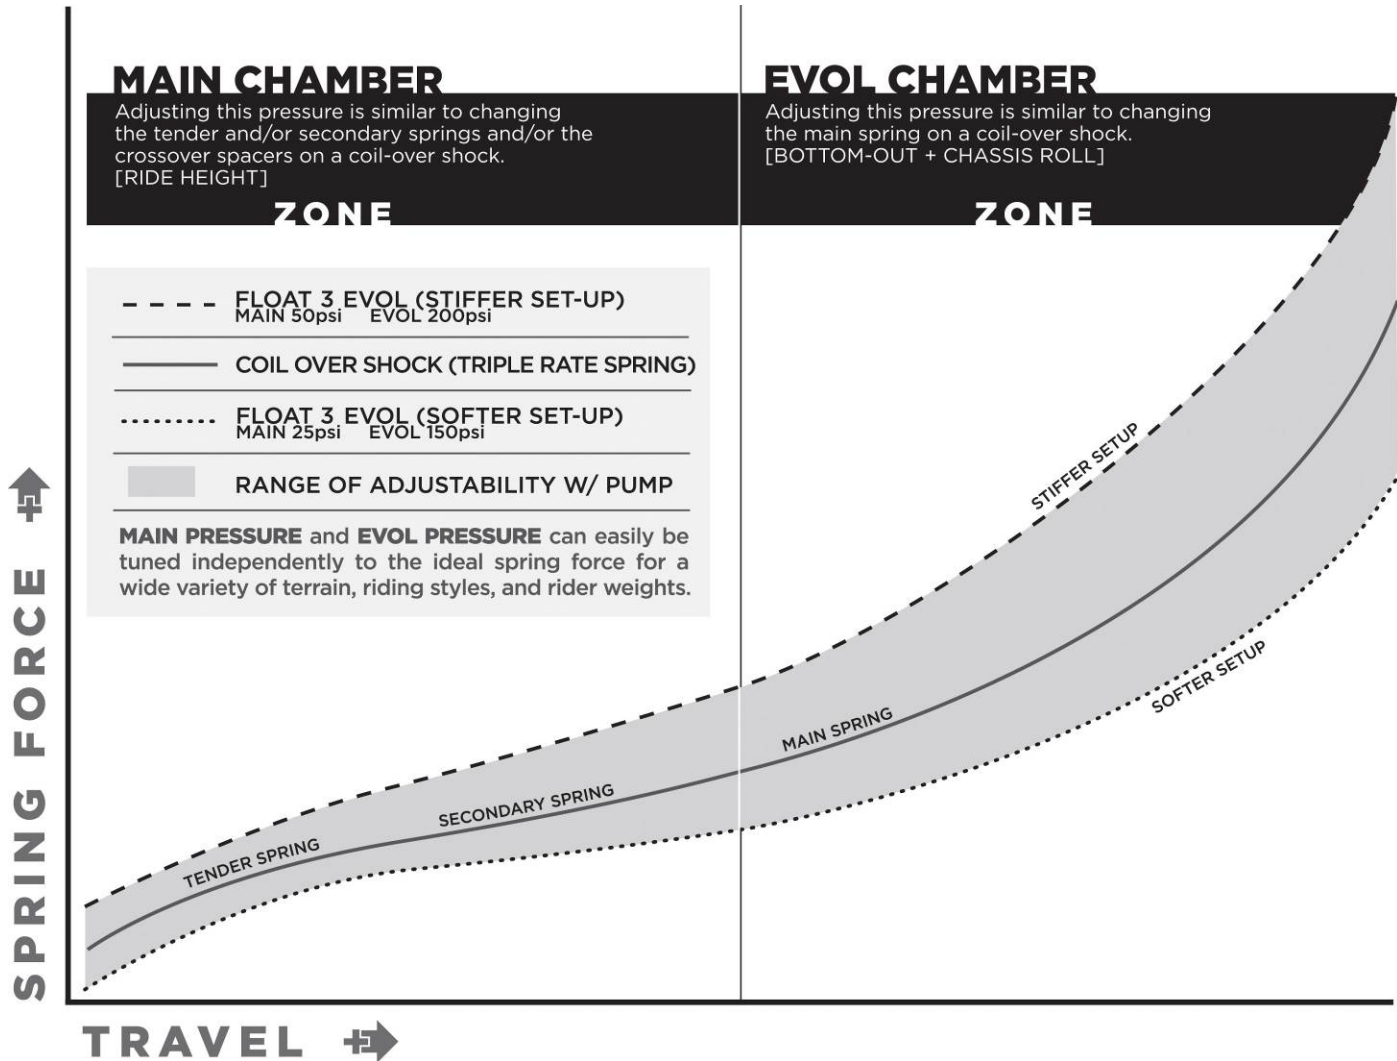 MAIN CHAMBER
Adjusting this pressure is similar to changing
the tender and/or secondary springs and/or the
crossover spacers on a coil-over shock.
[RIDE HEIGHT]
ZONE
EVOL CHAMBER
Adjusting this pressure is similar to changing
the main spring on a coil-over shock.
[BOTTOM-OUT + CHASSIS ROLL]
ZONE
FLOAT 3 EVOL (STIFFER SET-UP)
MAIN 50psi EVOL 200psi
COIL OVER SHOCK (TRIPLE RATE SPRING)
FLOAT 3 EVOL (SOFTER SET-UP)
MAIN 25psi EVOL 150psi
RANGE OF ADJUSTABILITY W/ PUMP
MAIN PRESSURE and EVOL PRESSURE can easily be
tuned independently to the ideal spring force for a
wide variety of terrain, riding styles, and rider weights.
STIFFER SETUP
SOFTER SETUP
MAIN SPRING
SECONDARY SPRING
TENDER SPRING
SPRING FORCE +
TRAVEL +